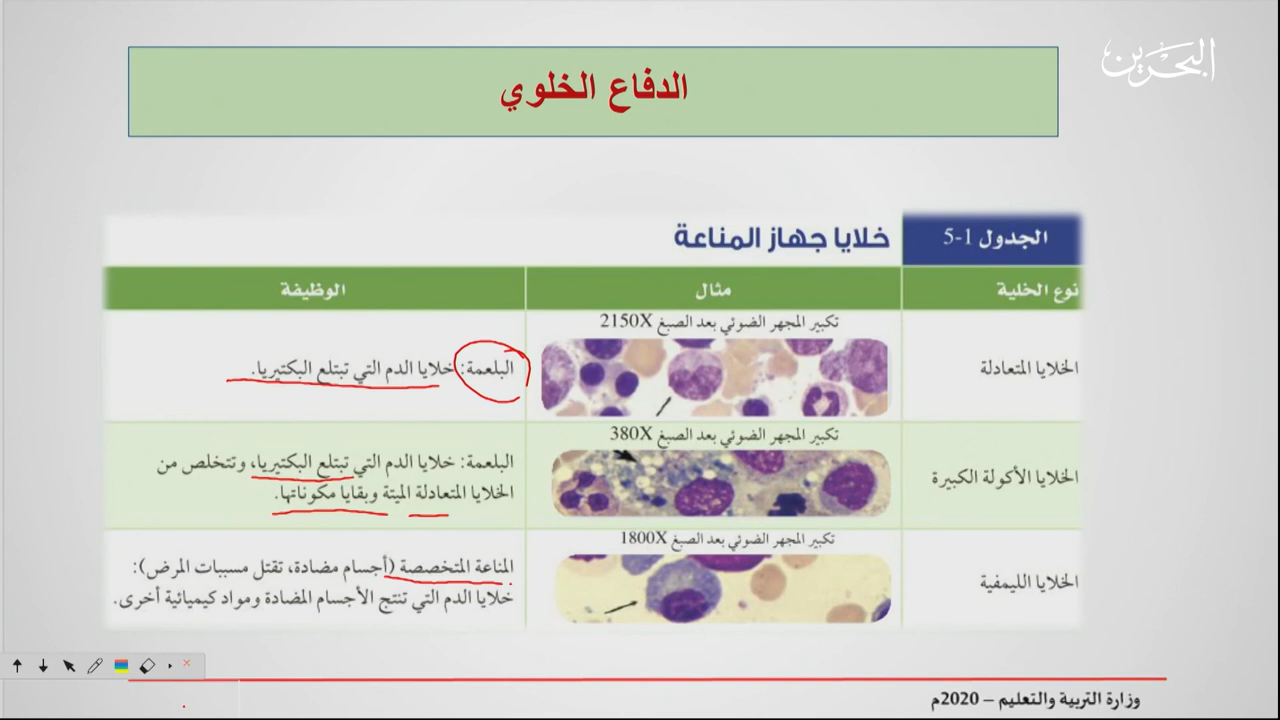 البحرين
الدفاع الخلوي
الجدول 1-5
خلايا جهاز المناعة
نوع الخلية
مثال
الوظيفة
الخلايا المتعادلة
تكبير المجهر الضوئي بعد الصبغ 2150X
البلعمة: خلايا الدم التي تبتلع البكتيريا.
الخلايا الأكولة الكبيرة
تكبير المجهر الضوئي بعد الصبغ 380X
البلعمة: خلايا الدم التي تبتلع البكتيريا، وتتخلص من
الخلايا المتعادلة الميتة وبقايا مكوناتها.
الخلايا الليمفية
تكبير المجهر الضوئي بعد الصبغ 1800X
المناعة المتخصصة (أجسام مضادة، تقتل مسببات المرض):
خلايا الدم التي تنتج الأجسام المضادة ومواد كيميائية أخرى.
وزارة التربية والتعليم – 2020م